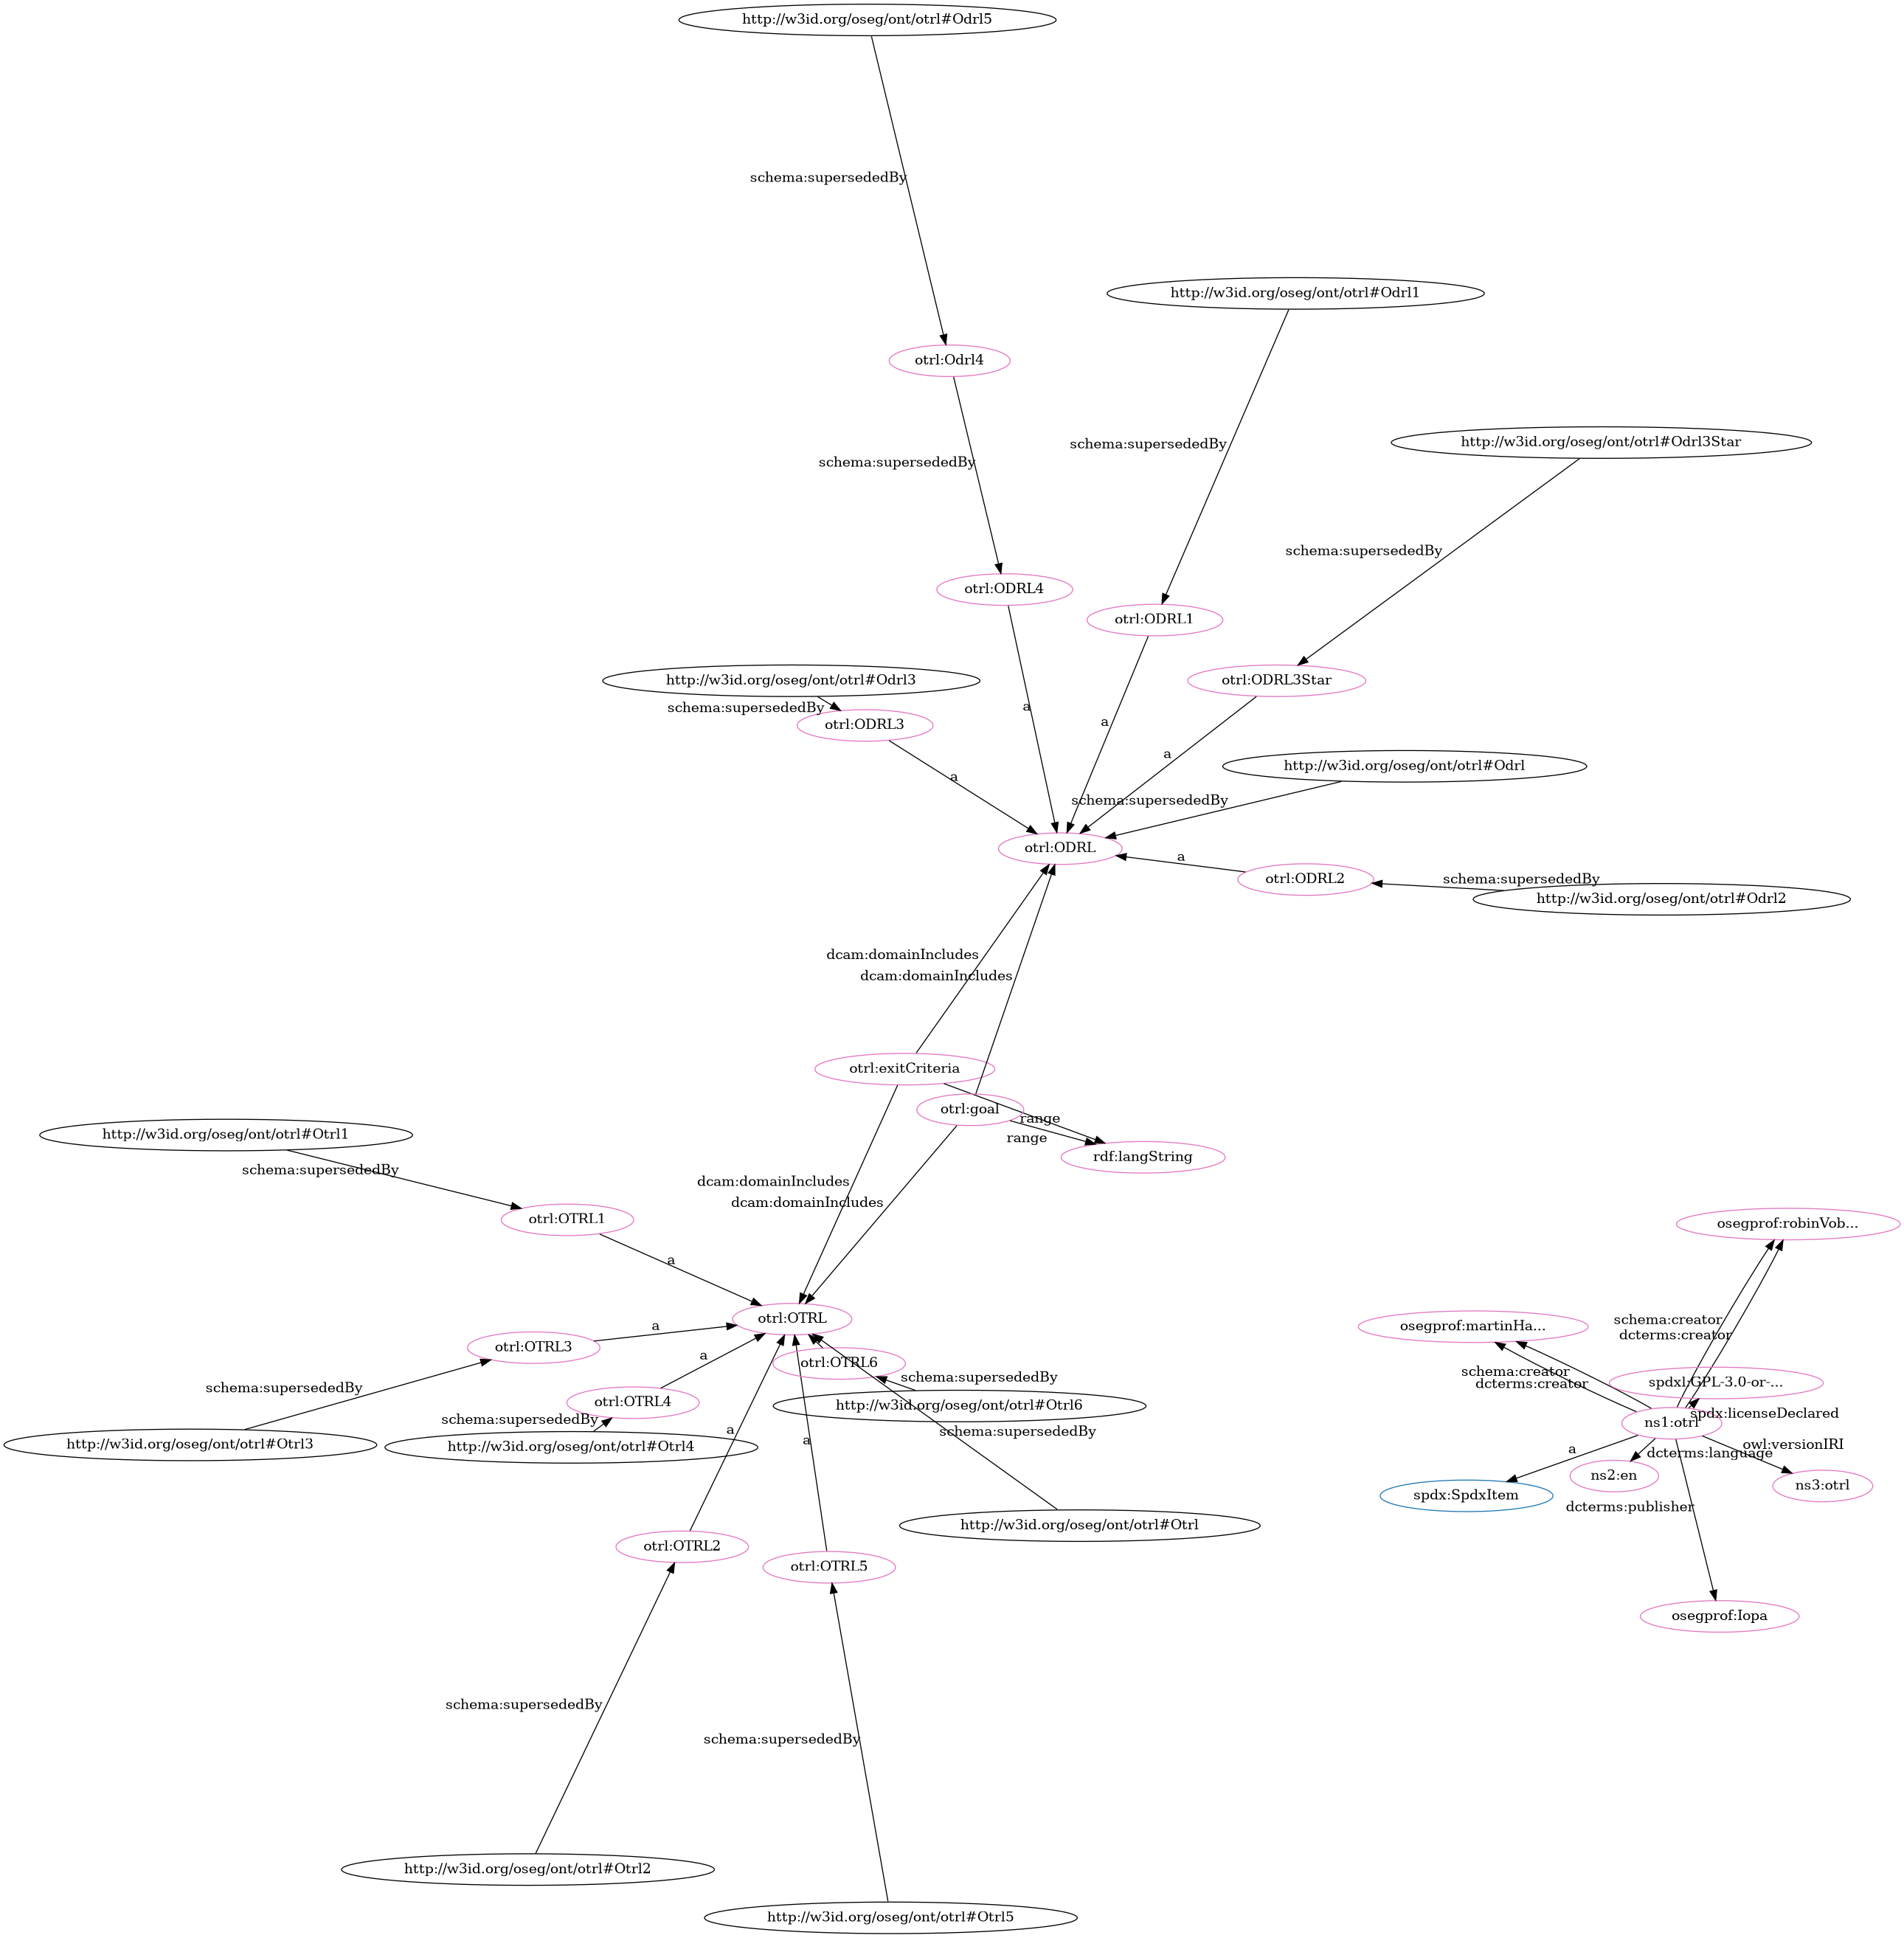 http://w3id.org/oseg/ont/otrl#Odrl5
schema:supersededBy
http://w3id.org/oseg/ont/otrl#Odrl1
otrl:Odrl4
schema:supersededBy
http://w3id.org/oseg/ont/otrl#Odrl3Star
schema:supersededBy
schema:supersededBy
otrl:ODRL4
otrl:ODRL1
http://w3id.org/oseg/ont/otrl#Odrl3
otrl:ODRL3Star
schema:supersededBy
a
otrl:ODRL3
a
a
http://w3id.org/oseg/ont/otrl#Odrl
a
schema:supersededBy
otrl:ODRL
a
otrl:ODRL2
schema:supersededBy
http://w3id.org/oseg/ont/otrl#Odrl2
dcam:domainIncludes
dcam:domainIncludes
otrl:exitCriteria
otrl:goal
range
http://w3id.org/oseg/ont/otrl#Otrl1
range
rdf:langString
schema:supersededBy
dcam:domainIncludes
dcam:domainIncludes
otrl:OTRL1
osegprof:robinVob...
a
otrl:OTRL
schema:creator
a
osegprof:martinHa...
dcterms:creator
otrl:OTRL3
a
otrl:OTRL6
schema:creator
schema:supersededBy
schema:supersededBy
dcterms:creator
spdxl:GPL-3.0-or-...
otrl:OTRL4
http://w3id.org/oseg/ont/otrl#Otrl6
spdx:licenseDeclared
schema:supersededBy
ns1:otrl
a
schema:supersededBy
a
http://w3id.org/oseg/ont/otrl#Otrl3
http://w3id.org/oseg/ont/otrl#Otrl4
owl:versionIRI
a
dcterms:language
ns2:en
ns3:otrl
spdx:SpdxItem
dcterms:publisher
http://w3id.org/oseg/ont/otrl#Otrl
otrl:OTRL2
otrl:OTRL5
osegprof:Iopa
schema:supersededBy
schema:supersededBy
http://w3id.org/oseg/ont/otrl#Otrl2
http://w3id.org/oseg/ont/otrl#Otrl5